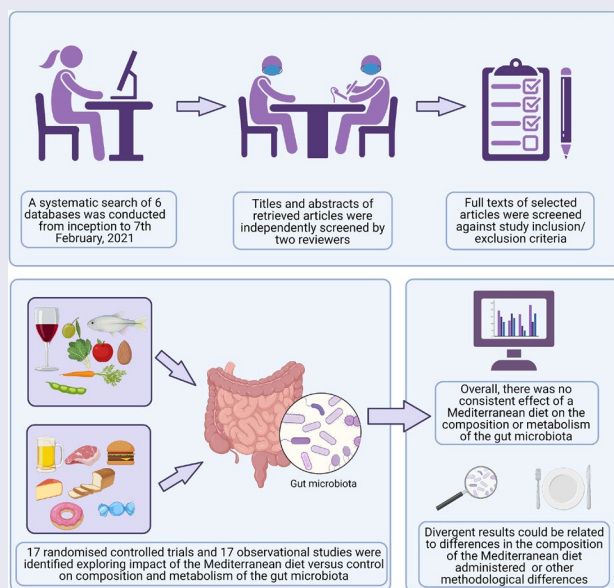 A systematic search of 6
databases was conducted
from inception to 7th
February, 2021
Titles and abstracts of
retrieved articles were
independently screened by
two reviewers
Full texts of selected
articles were screened
against study inclusion/
exclusion criteria
Gut microbiota
17 randomised controlled trials and 17 observational studies were
identified exploring impact of the Mediterranean diet versus control
on composition and metabolism of the gut microbiota
Overall, there was no
consistent effect of a
Mediterranean diet on the
composition or metabolism
of the gut microbiota
Divergent results could be related
to differences in the composition
of the Mediterranean diet
administered or other
methodological differences